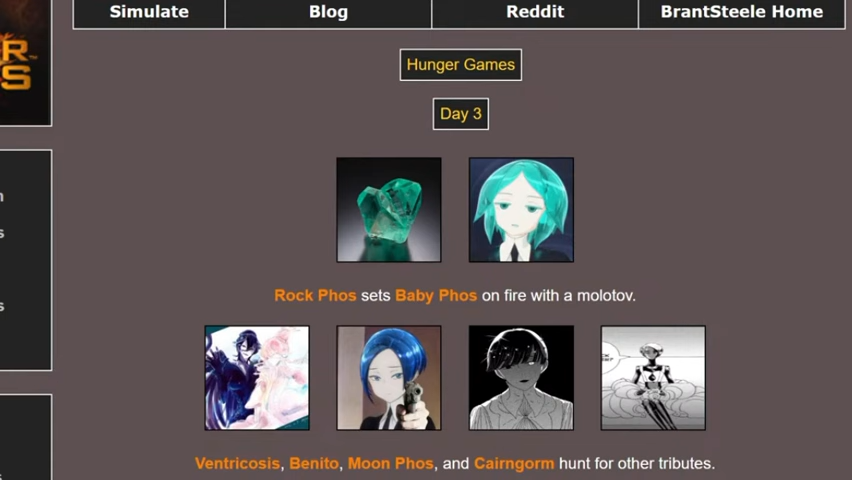 Simulate
Blog
Reddit
BrantSteele Home
Hunger Games
Day 3
Rock Phos sets Baby Phos on fire with a molotov.
Ventricosis, Benito, Moon Phos, and Cairngorm hunt for other tributes.